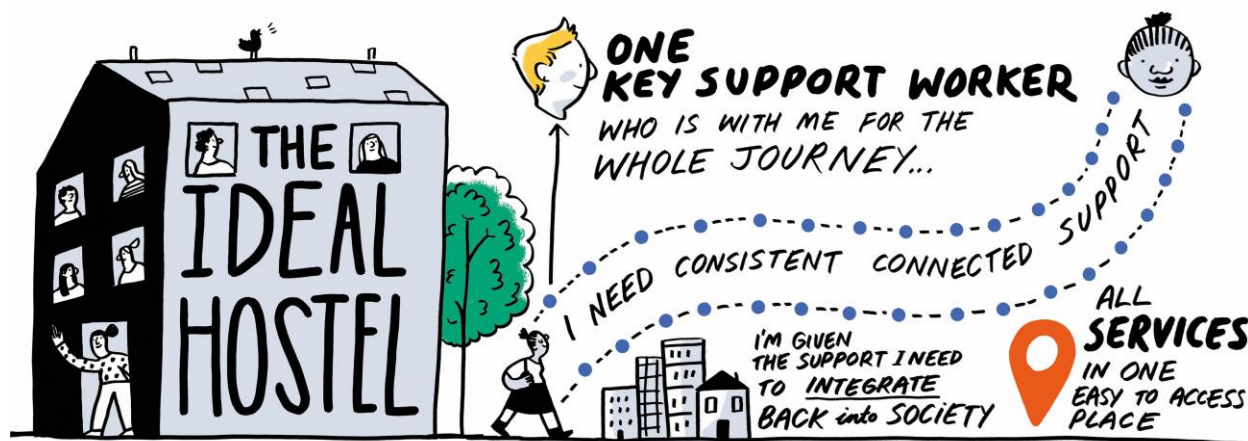 THE
IDEAL
HOSTEL
ONE
KEY SUPPORT WORKER
WHO IS WITH ME FOR THE
WHOLE JOURNEY...
I NEED CONSISTENT CONNECTED SUPPORT
I'M GIVEN
THE SUPPORT I NEED
TO INTEGRATE
BACK into SOCIETY
ALL
SERVICES
IN ONE
EASY TO ACCESS
PLACE